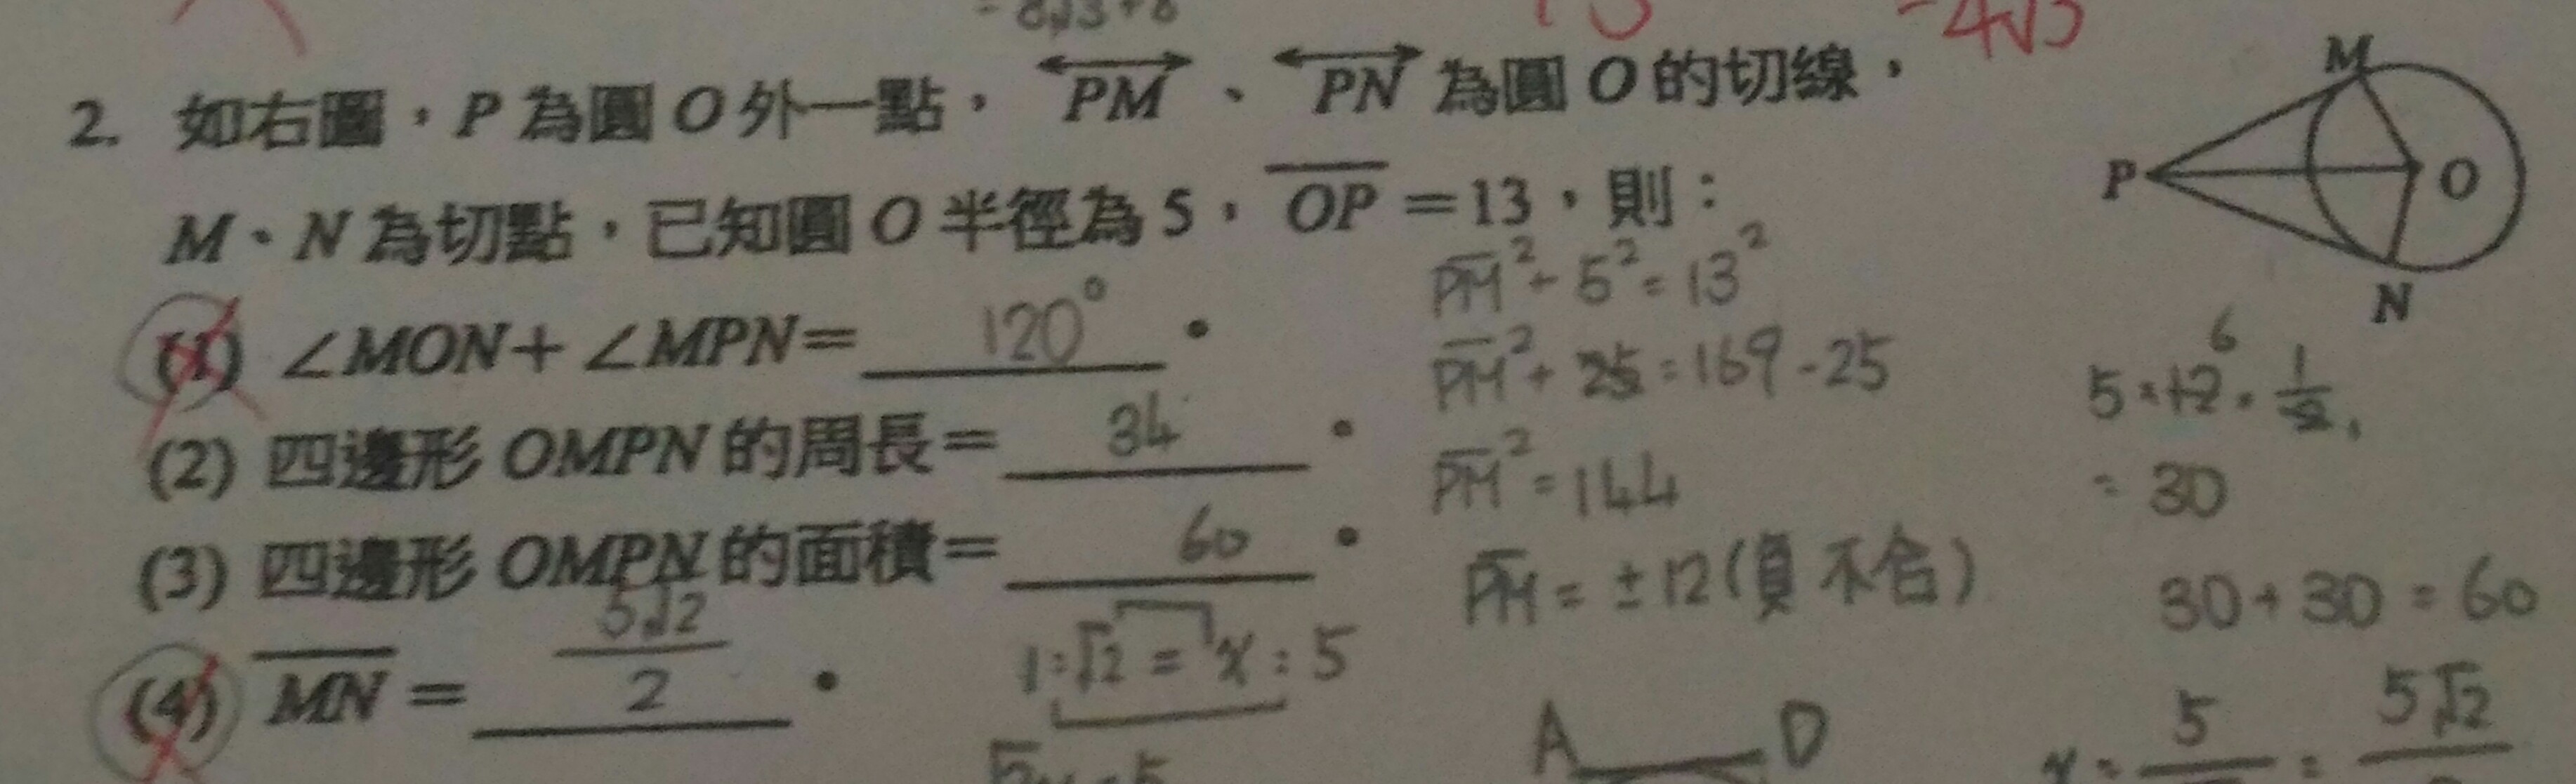 = 8√3+8
-4√3
2. 如右圖，P 為圓 O 外一點，PM、PN 為圓 O 的切線，
M、N 為切點，已知圓 O 半徑為 5，OP =13，則：
(1) ∠MON+∠MPN= 120°。
(2) 四邊形 OMPN 的周長= 34。
(3) 四邊形 OMPN 的面積= 60。
(4) MN = 5√2/2。
M
P
O
N
PM²+5²=13²
PM²+25=169-25
PM²=144
PM=±12(負不合)
1:√2=x:5
5×12×1/2
6
=30
30+30=60
A D
x=5
=5√2